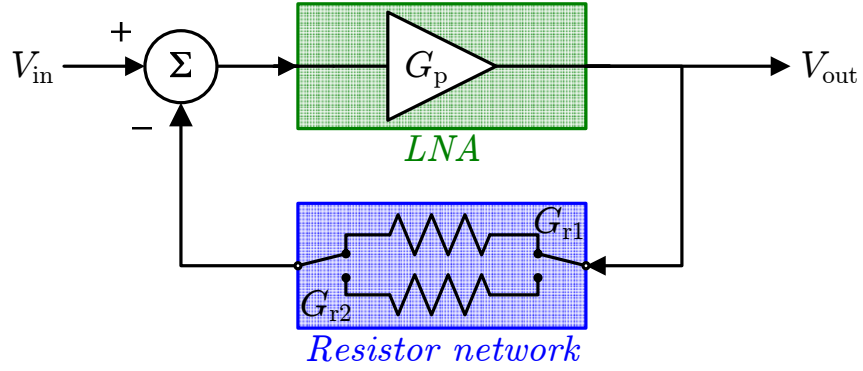 +
V_in
Σ
G_p
V_out
−
LNA
G_r1
G_r2
Resistor network